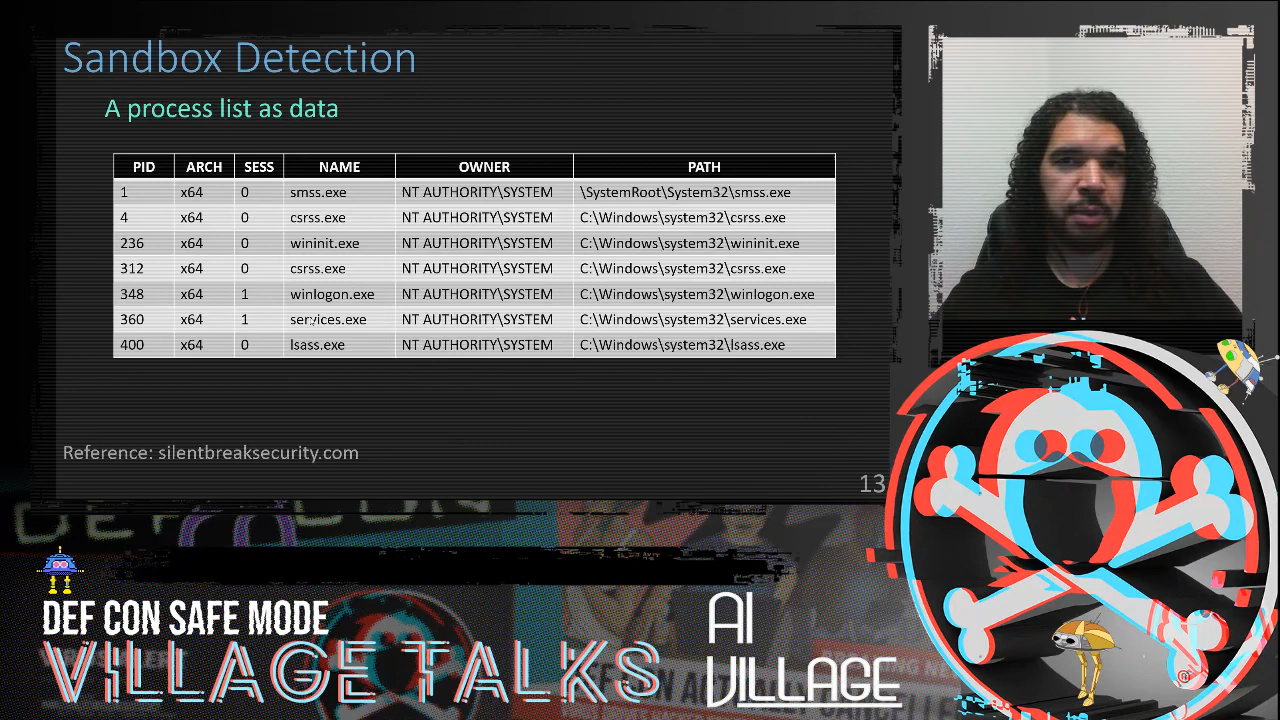 Sandbox Detection
A process list as data
PID ARCH SESS NAME OWNER PATH
1 x64 0 smss.exe NT AUTHORITY\SYSTEM \SystemRoot\System32\smss.exe
4 x64 0 csrss.exe NT AUTHORITY\SYSTEM C:\Windows\system32\csrss.exe
236 x64 0 wininit.exe NT AUTHORITY\SYSTEM C:\Windows\system32\wininit.exe
312 x64 0 csrss.exe NT AUTHORITY\SYSTEM C:\Windows\system32\csrss.exe
348 x64 1 winlogon.exe NT AUTHORITY\SYSTEM C:\Windows\system32\winlogon.exe
360 x64 1 services.exe NT AUTHORITY\SYSTEM C:\Windows\system32\services.exe
400 x64 0 lsass.exe NT AUTHORITY\SYSTEM C:\Windows\system32\lsass.exe
Reference: silentbreaksecurity.com
13
DEF CON
DEF CON SAFE MODE
VILLAGE TALKS
AI
VILLAGE